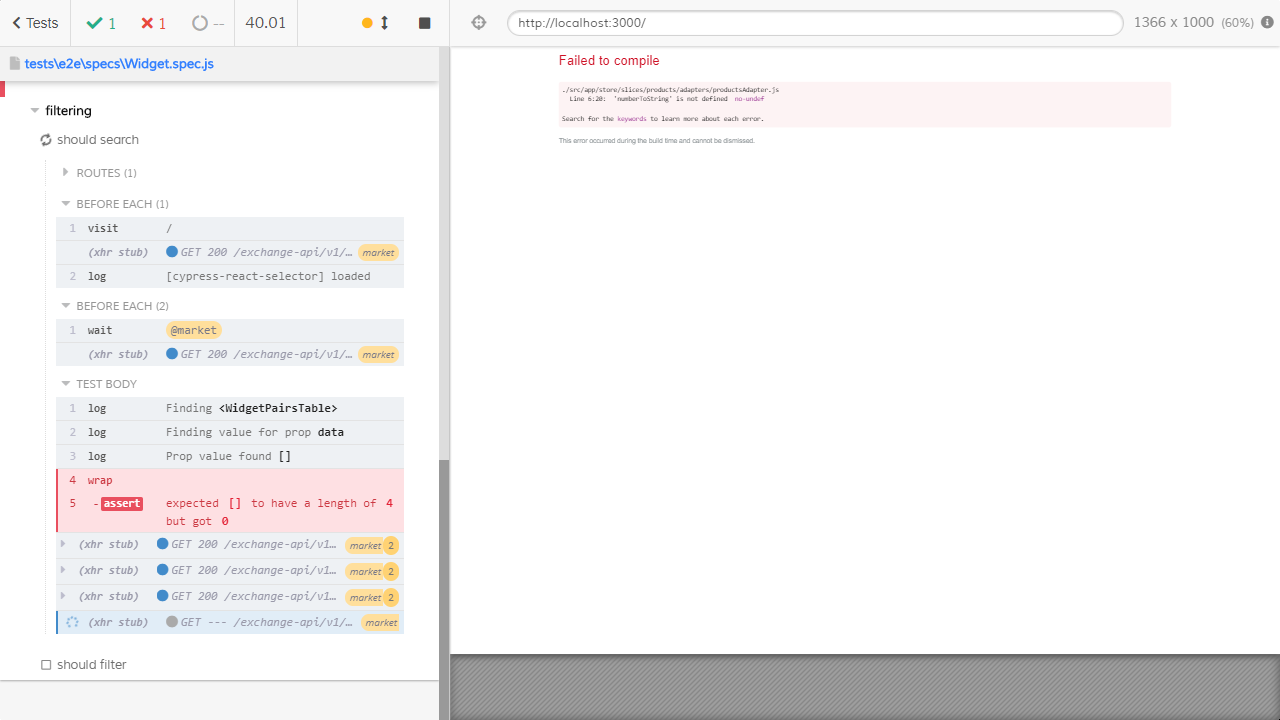 Tests
1
1
--
40.01
http://localhost:3000/
1366 x 1000 (60%)
tests\e2e\specs\Widget.spec.js
filtering
should search
ROUTES (1)
BEFORE EACH (1)
1 visit /
(xhr stub) GET 200 /exchange-api/v1/… market
2 log [cypress-react-selector] loaded
BEFORE EACH (2)
1 wait @market
(xhr stub) GET 200 /exchange-api/v1/… market
TEST BODY
1 log Finding <WidgetPairsTable>
2 log Finding value for prop data
3 log Prop value found []
4 wrap
5 -assert expected [] to have a length of 4
but got 0
(xhr stub) GET 200 /exchange-api/v1… market 2
(xhr stub) GET 200 /exchange-api/v1… market 2
(xhr stub) GET 200 /exchange-api/v1… market 2
(xhr stub) GET --- /exchange-api/v1/… market
should filter
Failed to compile
./src/app/store/slices/products/adapters/productsAdapter.js
Line 6:20: 'numberToString' is not defined no-undef
Search for the keywords to learn more about each error.
This error occurred during the build time and cannot be dismissed.